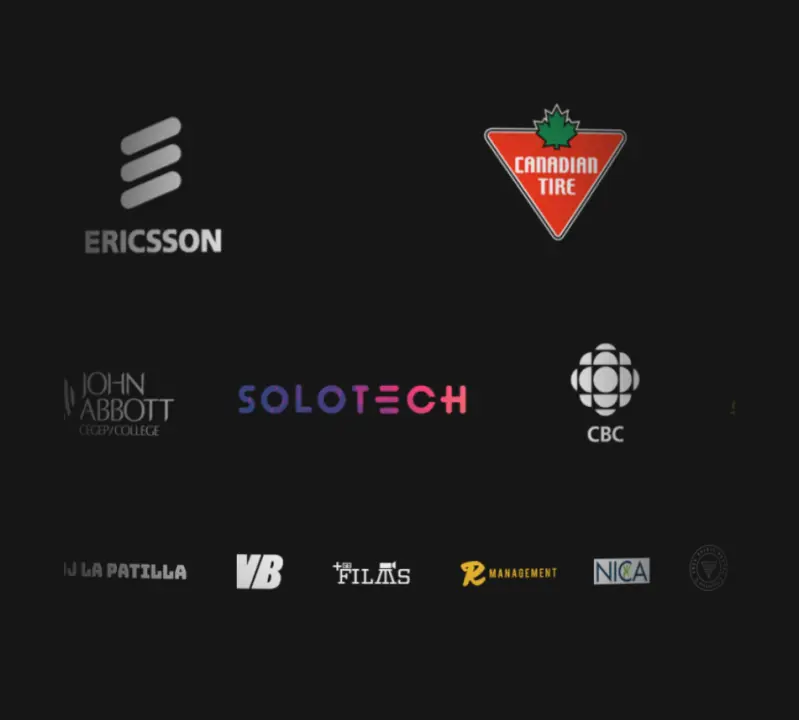 ERICSSON
CANADIAN
TIRE
JOHN
ABBOTT
CEGEP/COLLEGE
SOLOTECH
CBC
J LA PATILLA
VB
FILMS
R MANAGEMENT
NICA